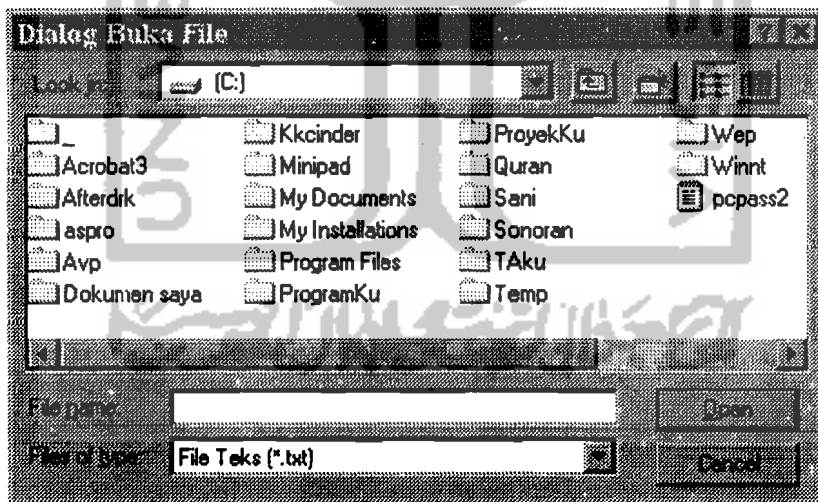 Dialog Buka File
Look in: (C:)
_ Kkcinder ProyekKu Wep
Acrobat3 Minipad Quran Winnt
Afterdrk My Documents Sani pcpass2
aspro My Installations Sonoran
Avp Program Files TAku
Dokumen saya ProgramKu Temp
File name: Open
Files of type: File Teks (*.txt) Cancel